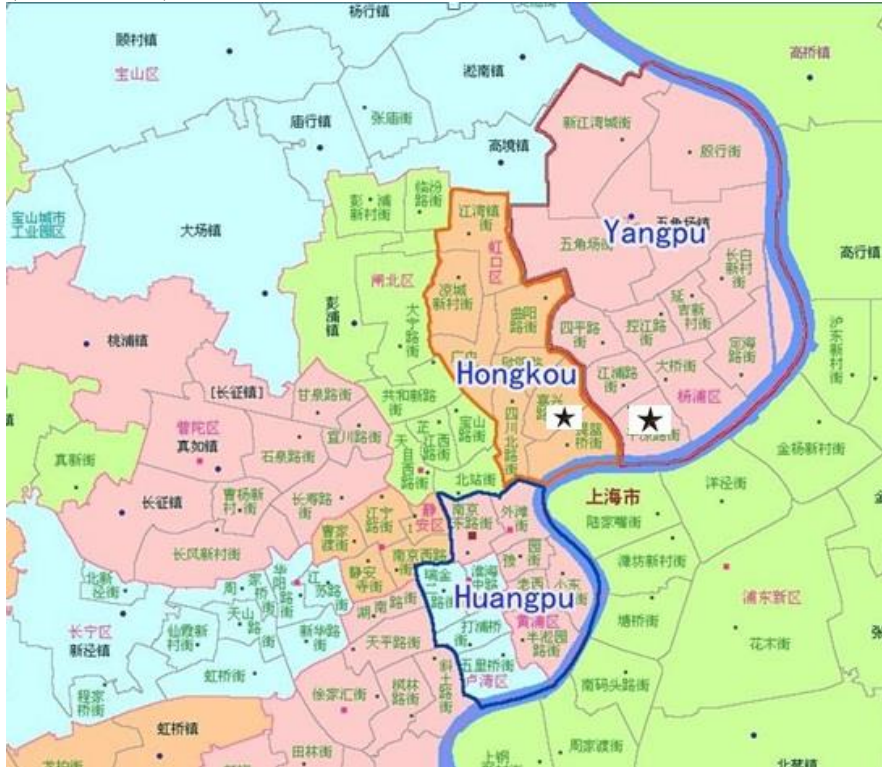 杨行镇
顾村镇
宝山区
淞南镇
高桥镇
庙行镇
张庙街
新江湾城街
高境镇
殷行街
临汾
路街
彭浦
新村街
江湾镇
街
宝山城市
工业园区
大场镇
虹口区
Yangpu
五角场街
高行镇
闸北区
凉城
新村街
长白
新村街
彭浦镇
大宁路街
曲阳
路街
延吉新
村街
四平路
街
控江路
街
沪东新村街
桃浦镇
定海
路街
Hongkou
江浦路
街
大桥街
杨浦区
[长征镇]
甘泉路街
共和新路
街
普陀区
真如镇
宜川路街
芷江西
路街
宝山
路街
四川北路街
嘉兴
天目西路街
石泉路街
金杨新村街
真新街
北站街
洋泾街
长征镇
曹杨新
村街
长寿路
街
上海市
江宁
路街
静安区
南京
东路街
外滩
街
陆家嘴街
曹家
渡街
长风新村街
南京西路
街
豫园
街
潍坊新村街
北新
泾街
周家桥街
华阳路街
江苏路街
静安
寺街
瑞金
二路街
淮海
中路街
老西
小东
浦东新区
Huangpu
湖南路街
长宁区
新泾镇
仙霞新
村街
天山
路街
新华路
街
打浦桥
街
黄浦区
半淞园
路街
塘桥街
花木街
天平路街
虹桥街
五里桥街
卢湾区
斜土路街
程家
桥街
徐家汇街
枫林
路街
南码头路街
虹桥镇
田林街
周家渡街
上钢
北蔡镇